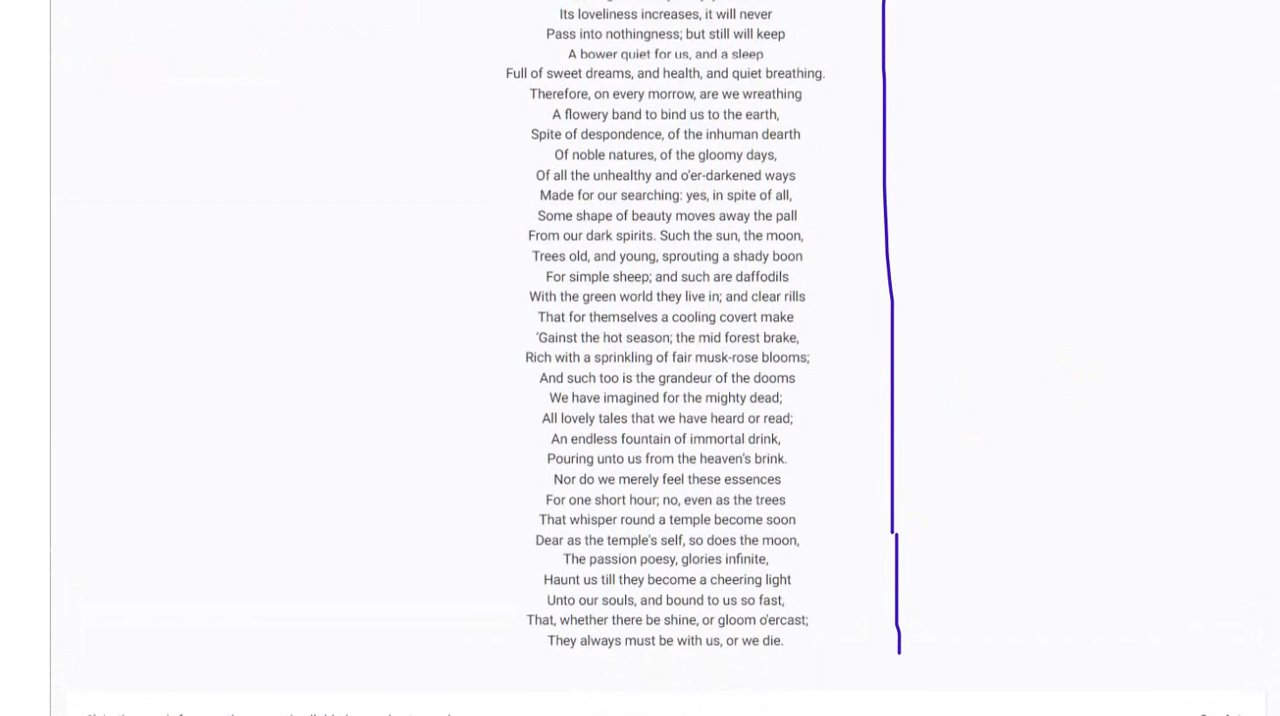 Its loveliness increases, it will never
Pass into nothingness; but still will keep
A bower quiet for us, and a sleep
Full of sweet dreams, and health, and quiet breathing.
Therefore, on every morrow, are we wreathing
A flowery band to bind us to the earth,
Spite of despondence, of the inhuman dearth
Of noble natures, of the gloomy days,
Of all the unhealthy and o'er-darkened ways
Made for our searching: yes, in spite of all,
Some shape of beauty moves away the pall
From our dark spirits. Such the sun, the moon,
Trees old, and young, sprouting a shady boon
For simple sheep; and such are daffodils
With the green world they live in; and clear rills
That for themselves a cooling covert make
'Gainst the hot season; the mid forest brake,
Rich with a sprinkling of fair musk-rose blooms;
And such too is the grandeur of the dooms
We have imagined for the mighty dead;
All lovely tales that we have heard or read;
An endless fountain of immortal drink,
Pouring unto us from the heaven's brink.
Nor do we merely feel these essences
For one short hour; no, even as the trees
That whisper round a temple become soon
Dear as the temple's self, so does the moon,
The passion poesy, glories infinite,
Haunt us till they become a cheering light
Unto our souls, and bound to us so fast,
That, whether there be shine, or gloom o'ercast;
They always must be with us, or we die.